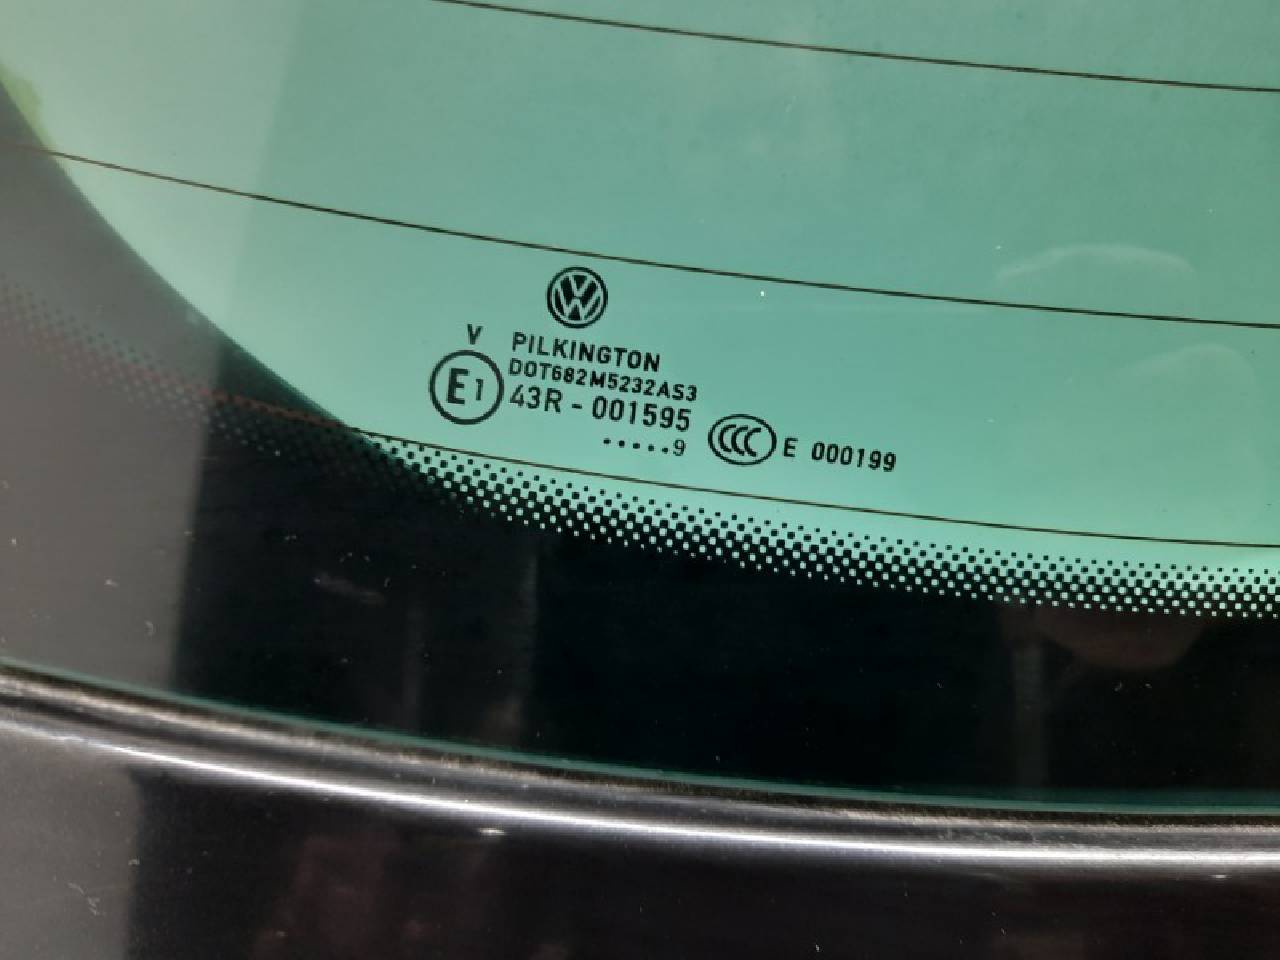 VW
V PILKINGTON
DOT682M5232AS3
E1 43R - 001595
.....9 CCC E 000199